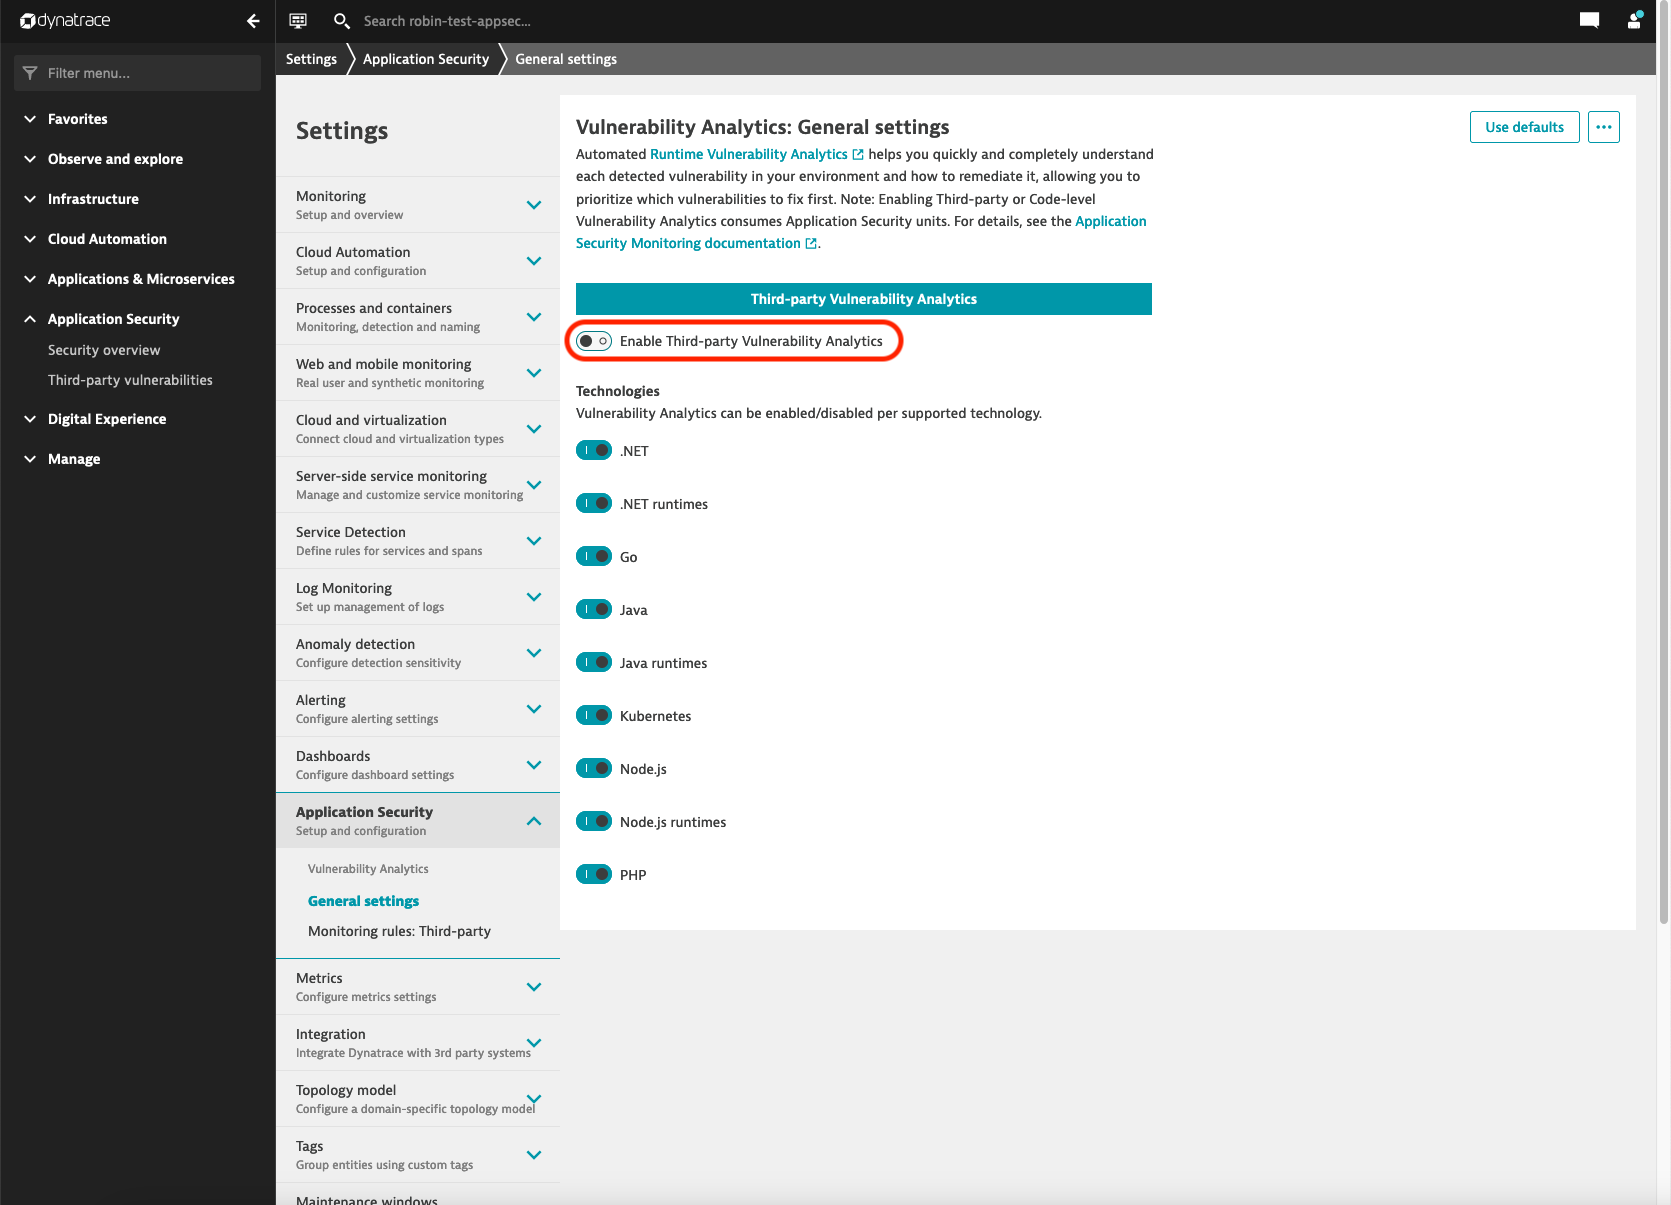 dynatrace
Search robin-test-appsec...
Filter menu...
Favorites
Observe and explore
Infrastructure
Cloud Automation
Applications & Microservices
Application Security
Security overview
Third-party vulnerabilities
Digital Experience
Manage
Settings
Application Security
General settings
Settings
Monitoring
Setup and overview
Cloud Automation
Setup and configuration
Processes and containers
Monitoring, detection and naming
Web and mobile monitoring
Real user and synthetic monitoring
Cloud and virtualization
Connect cloud and virtualization types
Server-side service monitoring
Manage and customize service monitoring
Service Detection
Define rules for services and spans
Log Monitoring
Set up management of logs
Anomaly detection
Configure detection sensitivity
Alerting
Configure alerting settings
Dashboards
Configure dashboard settings
Application Security
Setup and configuration
Vulnerability Analytics
General settings
Monitoring rules: Third-party
Metrics
Configure metrics settings
Integration
Integrate Dynatrace with 3rd party systems
Topology model
Configure a domain-specific topology model
Tags
Group entities using custom tags
Maintenance windows
Vulnerability Analytics: General settings
Use defaults
Automated Runtime Vulnerability Analytics helps you quickly and completely understand
each detected vulnerability in your environment and how to remediate it, allowing you to
prioritize which vulnerabilities to fix first. Note: Enabling Third-party or Code-level
Vulnerability Analytics consumes Application Security units. For details, see the Application
Security Monitoring documentation.
Third-party Vulnerability Analytics
Enable Third-party Vulnerability Analytics
Technologies
Vulnerability Analytics can be enabled/disabled per supported technology.
.NET
.NET runtimes
Go
Java
Java runtimes
Kubernetes
Node.js
Node.js runtimes
PHP